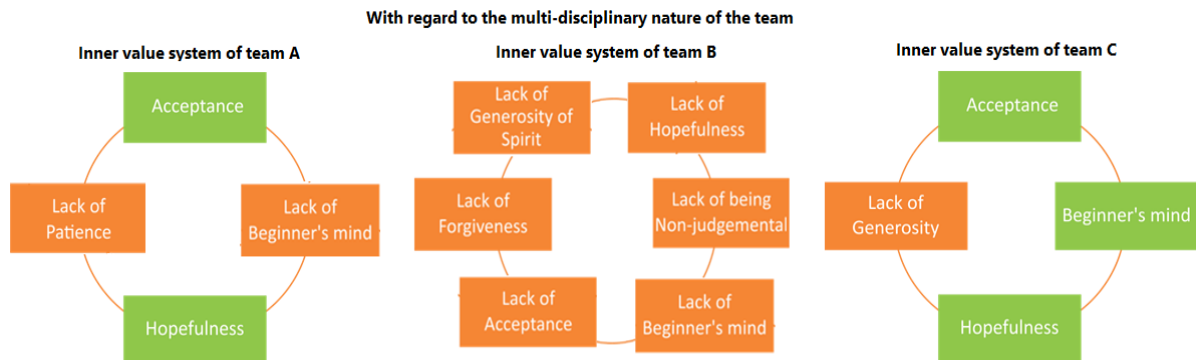 With regard to the multi-disciplinary nature of the team
Inner value system of team A
Acceptance
Lack of
Patience
Lack of
Beginner's mind
Hopefulness
Inner value system of team B
Lack of
Generosity of
Spirit
Lack of
Hopefulness
Lack of
Forgiveness
Lack of being
Non-judgemental
Lack of
Acceptance
Lack of
Beginner's mind
Inner value system of team C
Acceptance
Lack of
Generosity
Beginner's mind
Hopefulness